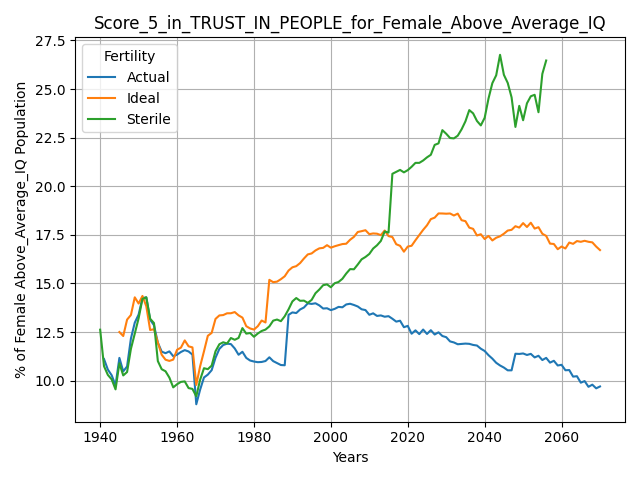 Score_5_in_TRUST_IN_PEOPLE_for_Female_Above_Average_IQ
% of Female Above_Average_IQ Population
27.5
25.0
22.5
20.0
17.5
15.0
12.5
10.0
Fertility
Actual
Ideal
Sterile
1940
1960
1980
2000
2020
2040
2060
Years